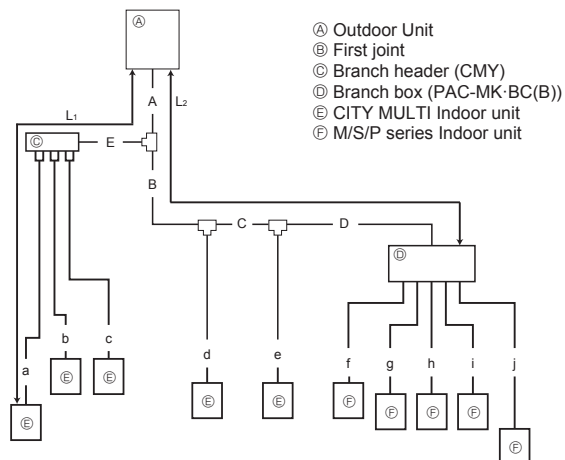 Ⓐ Outdoor Unit
Ⓑ First joint
Ⓒ Branch header (CMY)
Ⓓ Branch box (PAC-MK·BC(B))
Ⓔ CITY MULTI Indoor unit
Ⓕ M/S/P series Indoor unit
Ⓐ
A
L2
L1
Ⓒ
E
B
C
D
Ⓓ
a
b
c
d
e
f
g
h
i
j
Ⓔ
Ⓔ
Ⓔ
Ⓔ
Ⓔ
Ⓕ
Ⓕ
Ⓕ
Ⓕ
Ⓕ